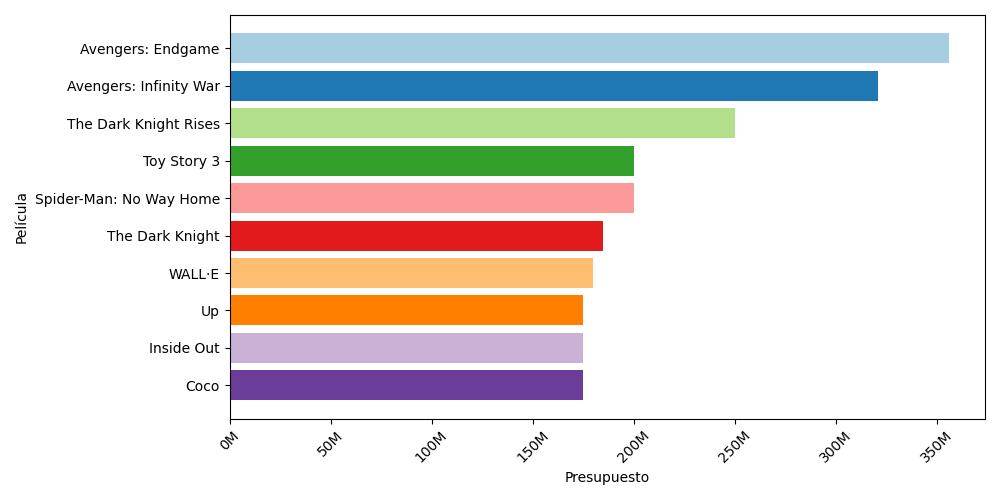 Película
Avengers: Endgame
Avengers: Infinity War
The Dark Knight Rises
Toy Story 3
Spider-Man: No Way Home
The Dark Knight
WALL·E
Up
Inside Out
Coco
0M
50M
100M
150M
200M
250M
300M
350M
Presupuesto